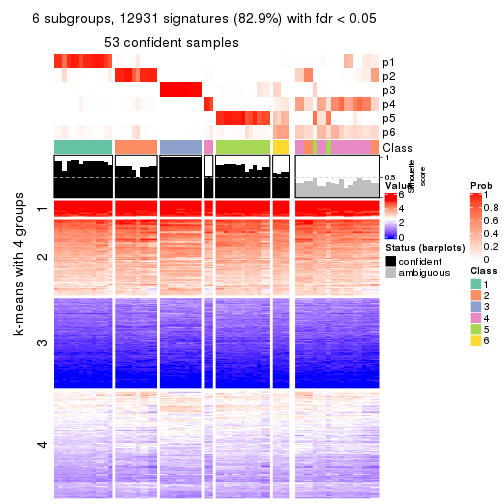 6 subgroups, 12931 signatures (82.9%) with fdr < 0.05
53 confident samples
p1
p2
p3
p4
p5
p6
Class
1
0.5
Silhouette
score
k-means with 4 groups
1
2
3
4
Value
6
4
2
0
Status (barplots)
confident
ambiguous
Prob
1
0.8
0.6
0.4
0.2
0
Class
1
2
3
4
5
6